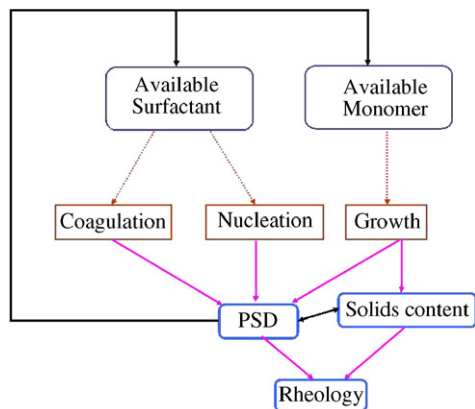 Available
Surfactant
Available
Monomer
Coagulation
Nucleation
Growth
PSD
Solids content
Rheology